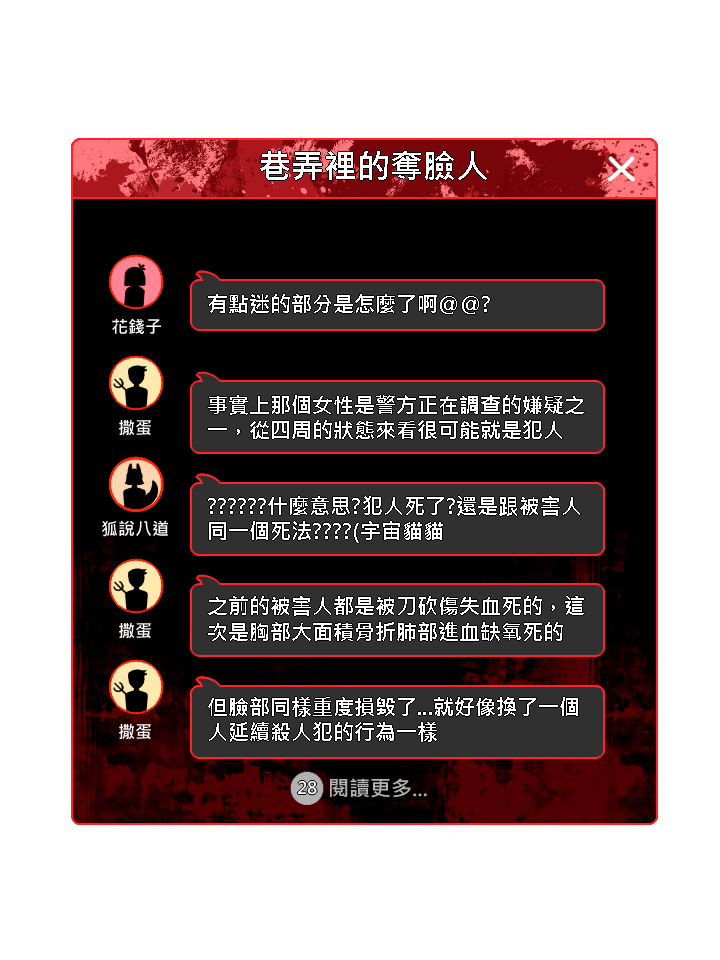 巷弄裡的奪臉人
有點迷的部分是怎麼了啊@@?
花錢子
事實上那個女性是警方正在調查的嫌疑之
一，從四周的狀態來看很可能就是犯人
撒蛋
??????什麼意思?犯人死了?還是跟被害人
同一個死法????(宇宙貓貓
狐說八道
之前的被害人都是被刀砍傷失血死的，這
次是胸部大面積骨折肺部進血缺氧死的
撒蛋
但臉部同樣重度損毀了...就好像換了一個
人延續殺人犯的行為一樣
撒蛋
28 閱讀更多...